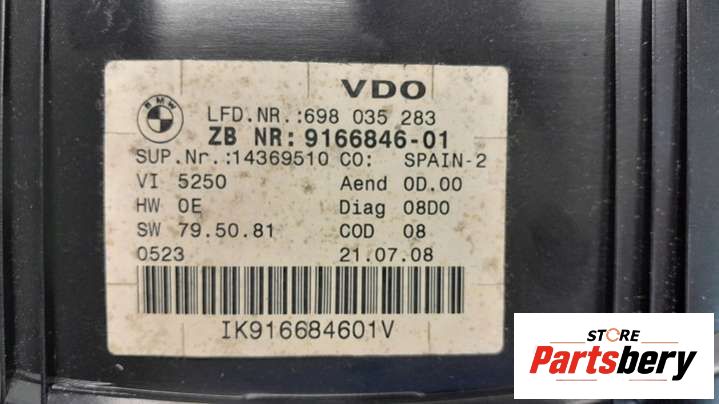 VDO
BMW
LFD.NR.:698 035 283
ZB NR: 9166846-01
SUP.Nr.:14369510 CO: SPAIN-2
VI 5250 Aend 0D.00
HW 0E Diag 08D0
SW 79.50.81 COD 08
0523 21.07.08
IK916684601V
STORE
Partsbery